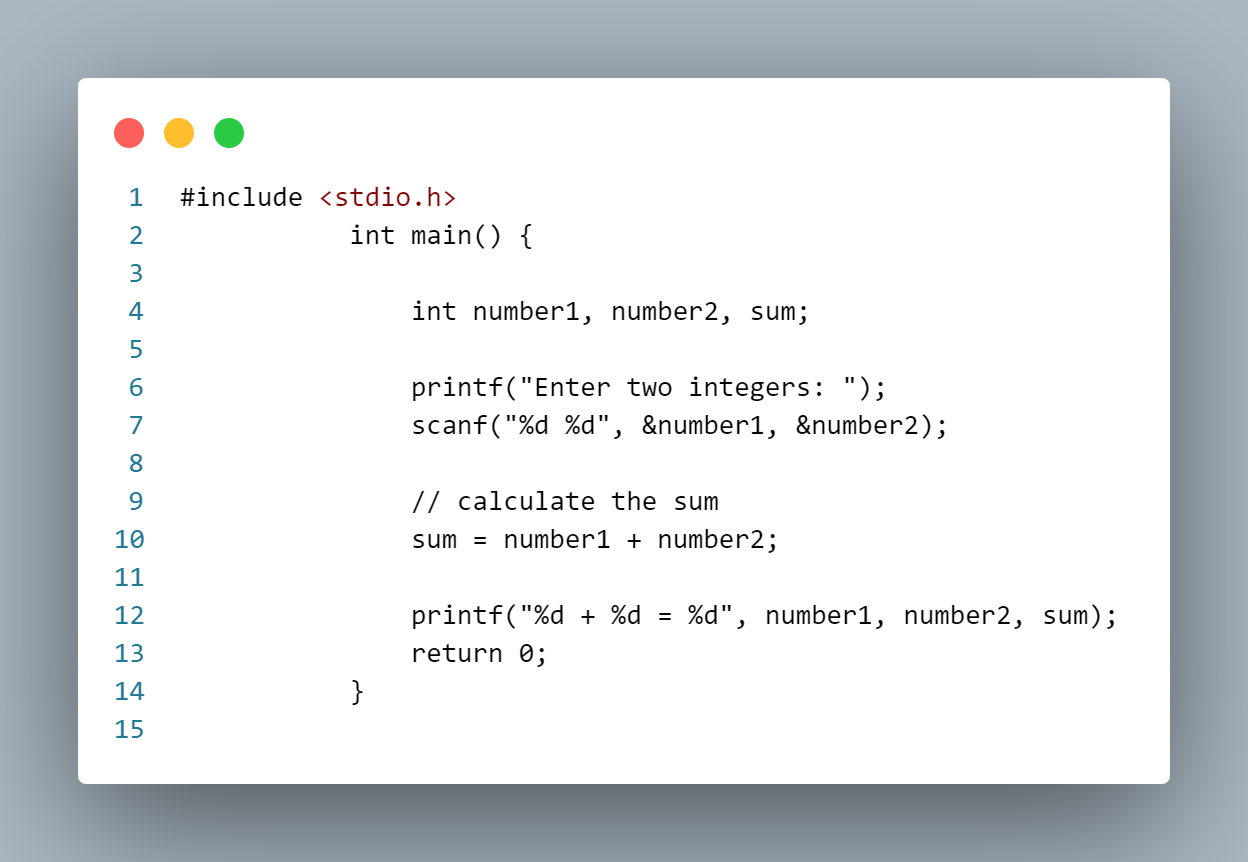 1 #include <stdio.h>
2 int main() {
3
4 int number1, number2, sum;
5
6 printf("Enter two integers: ");
7 scanf("%d %d", &number1, &number2);
8
9 // calculate the sum
10 sum = number1 + number2;
11
12 printf("%d + %d = %d", number1, number2, sum);
13 return 0;
14 }
15